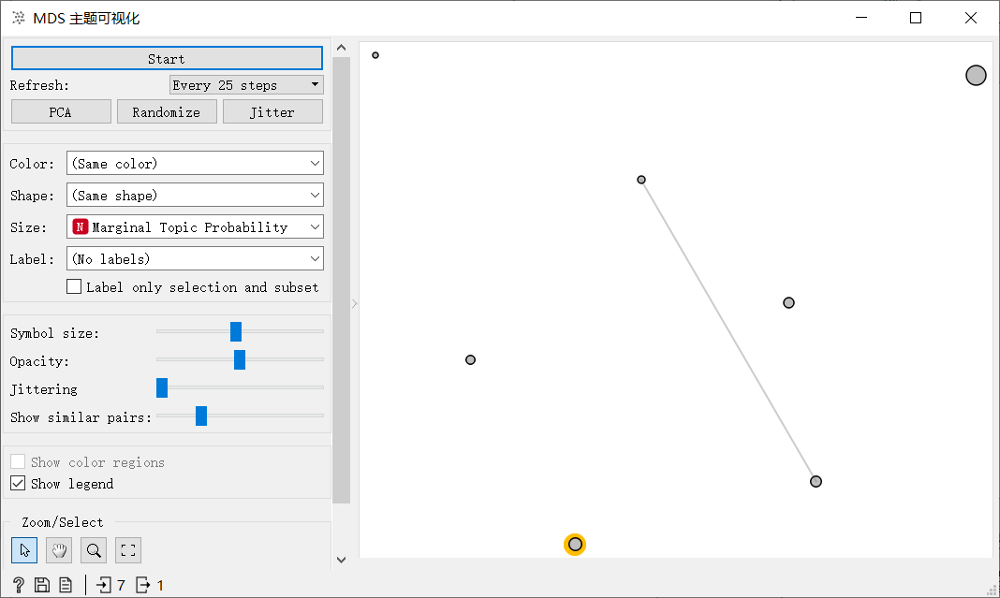 MDS 主题可视化
Start
Refresh: Every 25 steps
PCA Randomize Jitter
Color: (Same color)
Shape: (Same shape)
Size: N Marginal Topic Probability
Label: (No labels)
Label only selection and subset
Symbol size:
Opacity:
Jittering
Show similar pairs:
Show color regions
Show legend
Zoom/Select
? 7 1